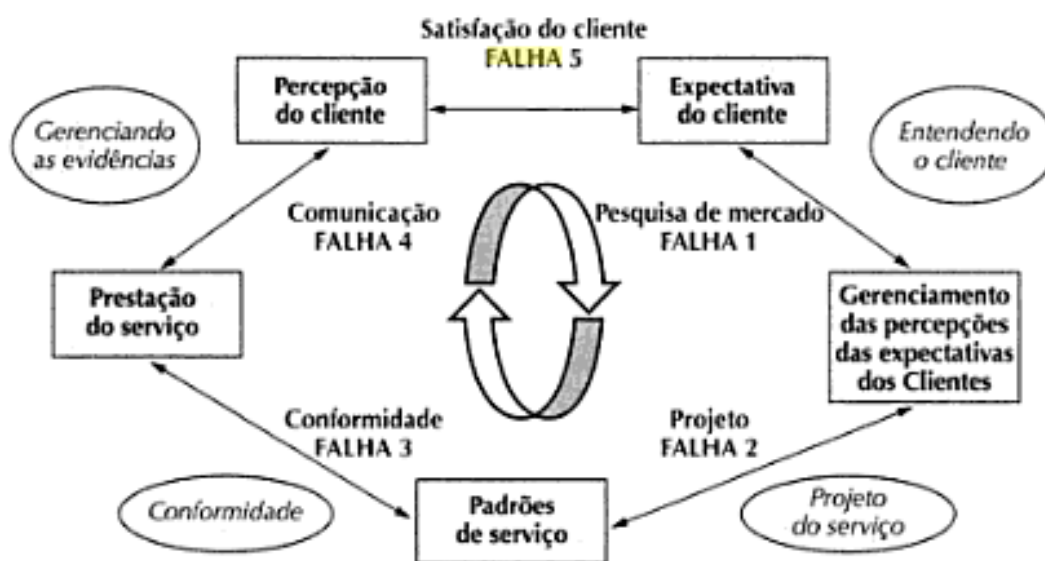 Satisfação do cliente
FALHA 5
Percepção
do cliente
Expectativa
do cliente
Gerenciando
as evidências
Entendendo
o cliente
Comunicação
FALHA 4
Pesquisa de mercado
FALHA 1
Prestação
do serviço
Gerenciamento
das percepções
das expectativas
dos Clientes
Conformidade
FALHA 3
Projeto
FALHA 2
Conformidade
Padrões
de serviço
Projeto
do serviço